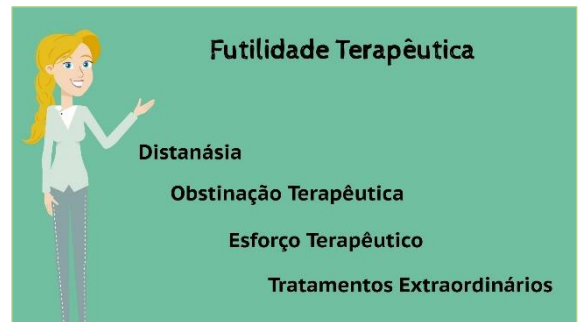 Futilidade Terapêutica
Distanásia
Obstinação Terapêutica
Esforço Terapêutico
Tratamentos Extraordinários